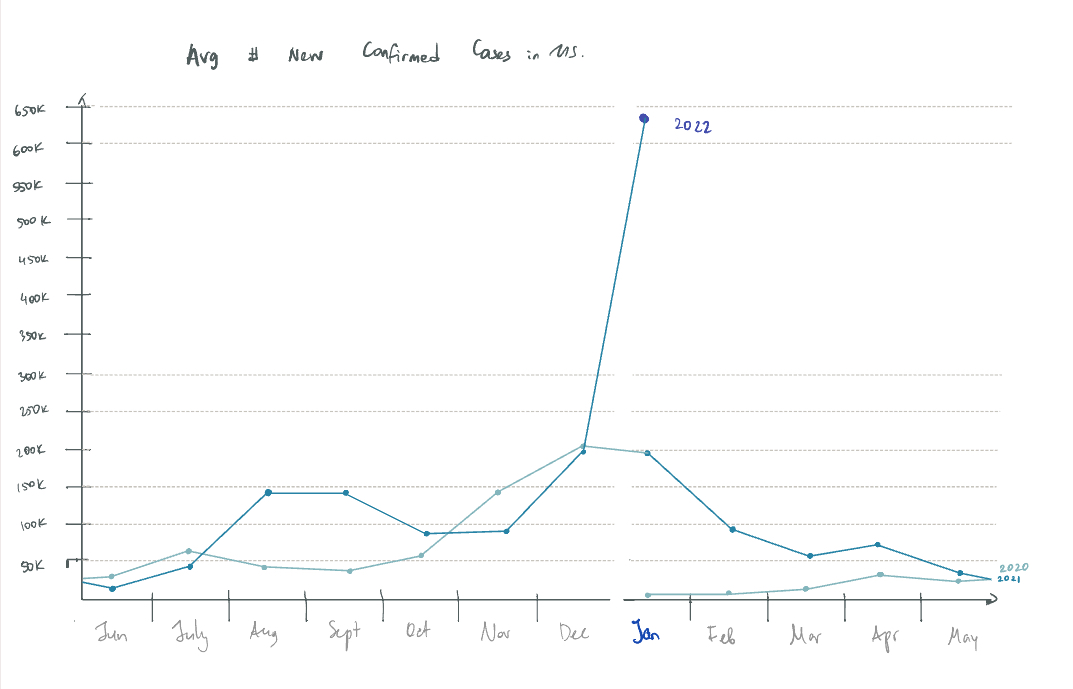 Avg # New Confirmed Cases in US.
650K
600K
550K
500K
450K
400K
350K
300K
250K
200K
150K
100K
50K
2022
2020
2021
Jun July Aug Sept Oct Nov Dec Jan Feb Mar Apr May